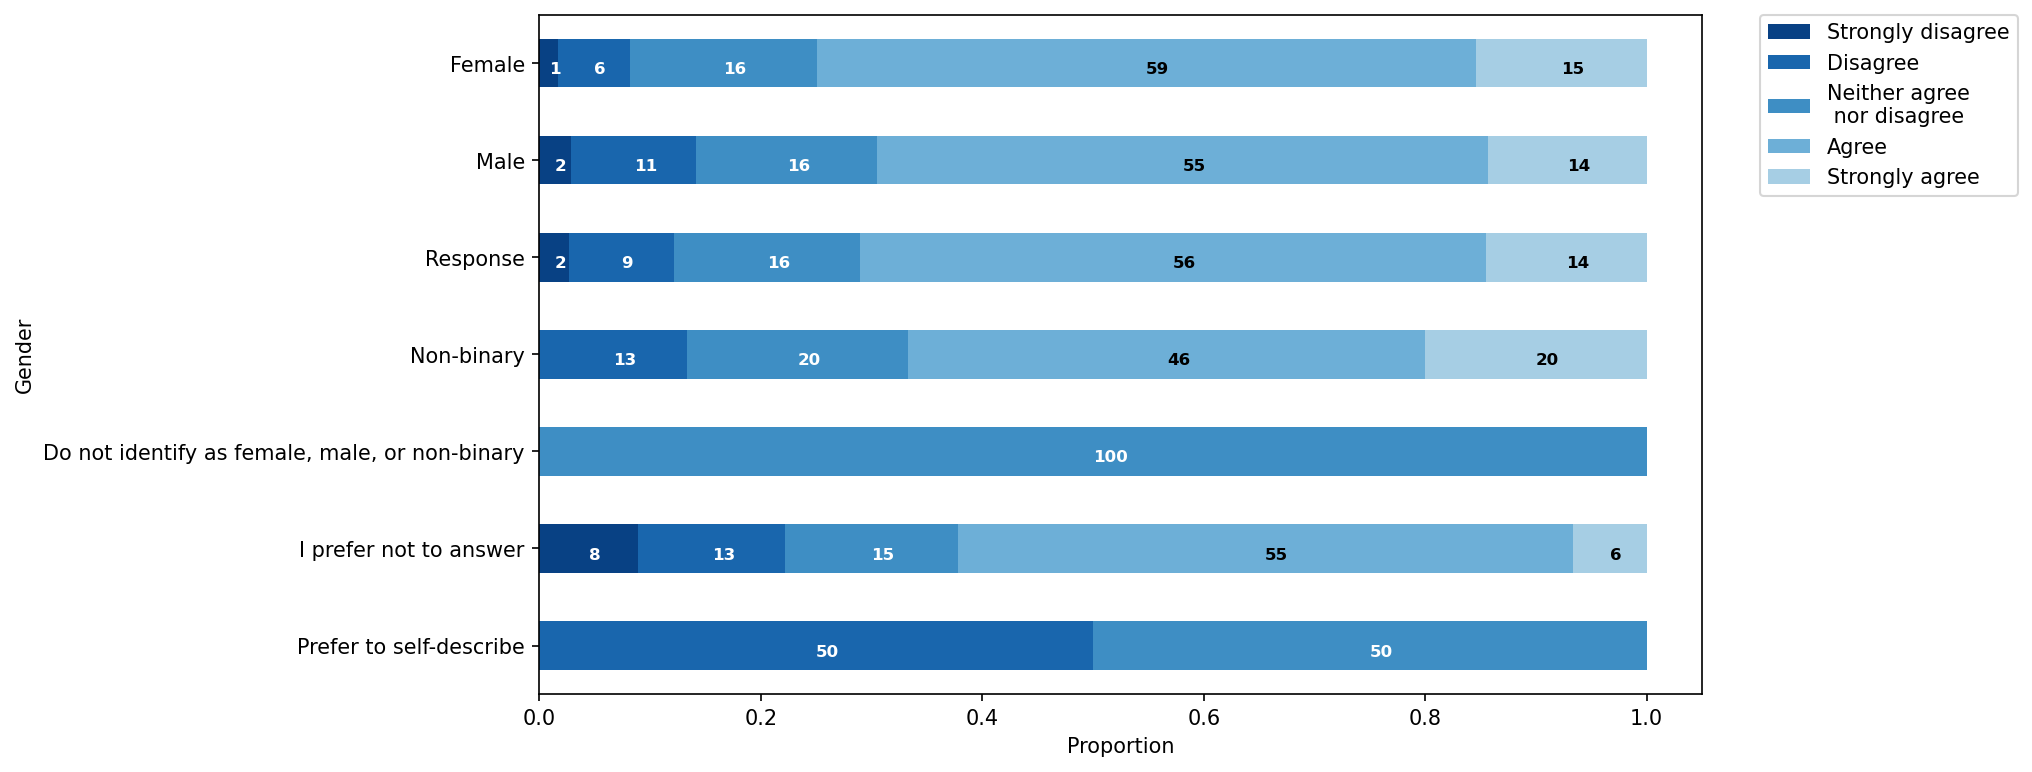 Strongly disagree
Disagree
Neither agree
nor disagree
Agree
Strongly agree
Gender
Female
1 6 16 59 15
Male
2 11 16 55 14
Response
2 9 16 56 14
Non-binary
13 20 46 20
Do not identify as female, male, or non-binary
100
I prefer not to answer
8 13 15 55 6
Prefer to self-describe
50 50
0.0 0.2 0.4 0.6 0.8 1.0
Proportion